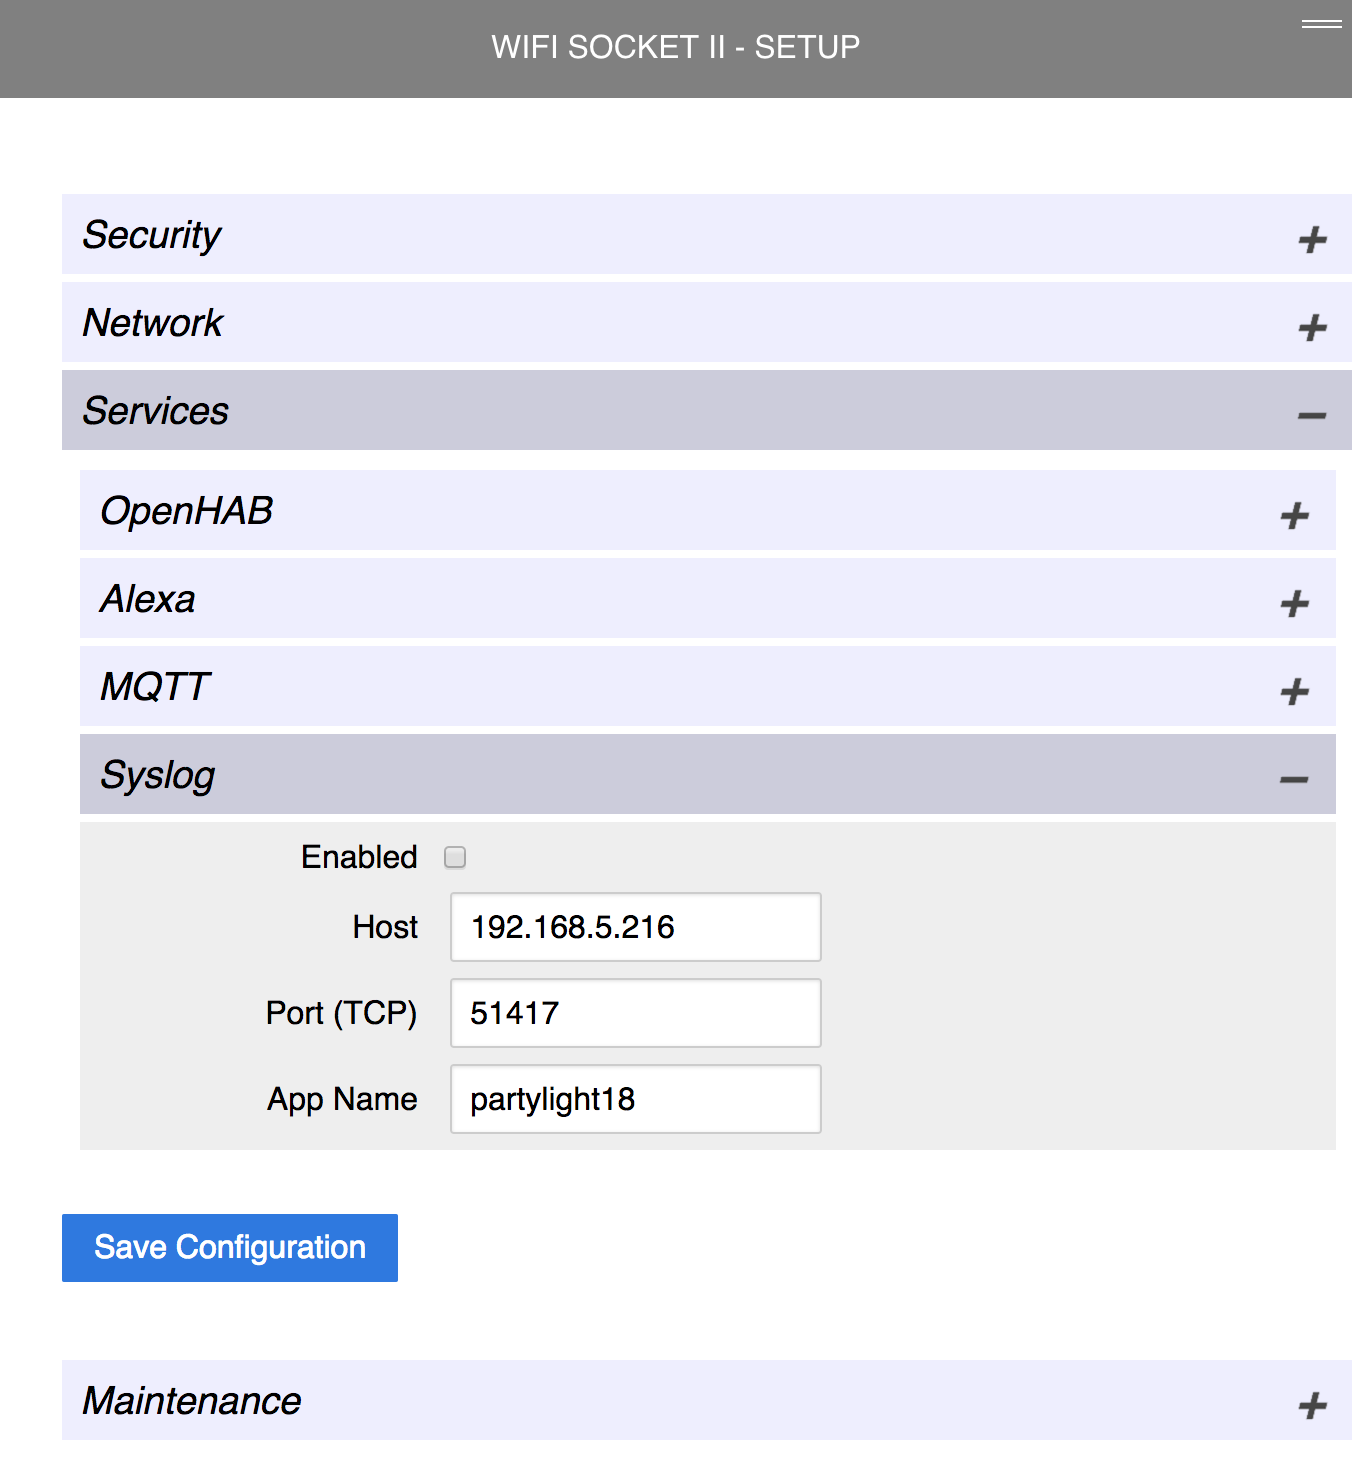 WIFI SOCKET II - SETUP
Security
Network
Services
OpenHAB
Alexa
MQTT
Syslog
Enabled
Host 192.168.5.216
Port (TCP) 51417
App Name partylight18
Save Configuration
Maintenance